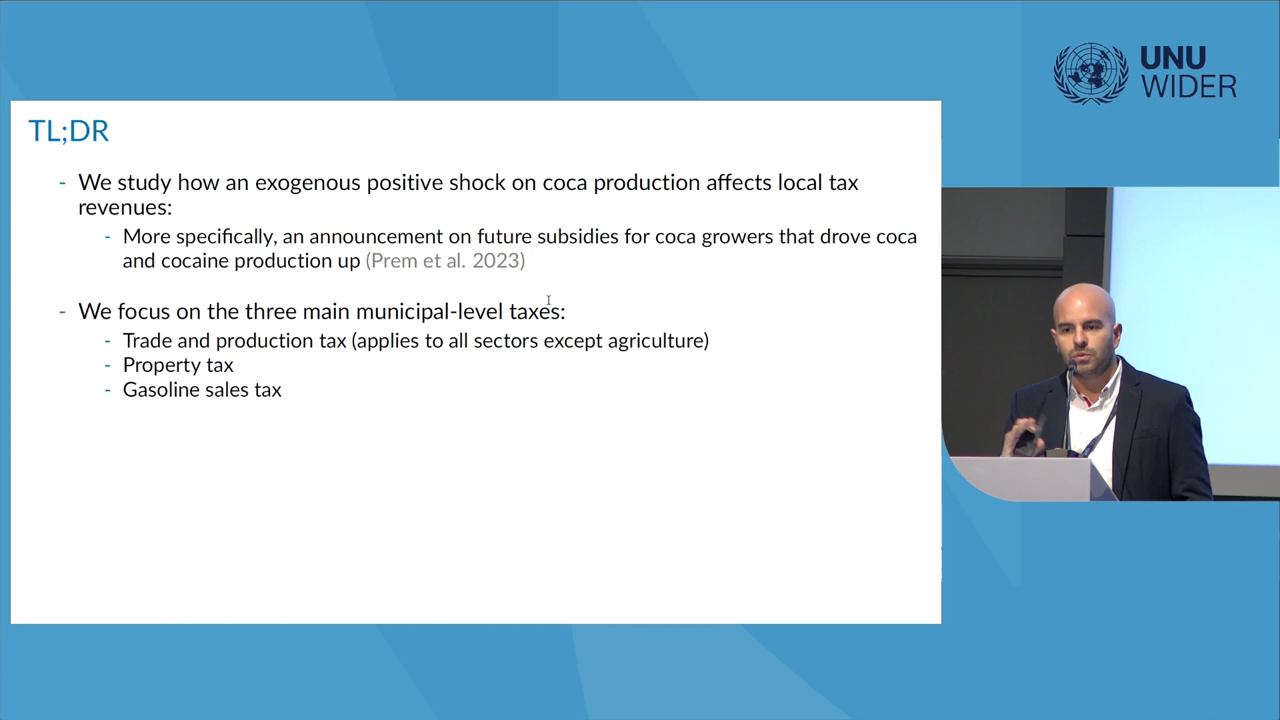 UNU
WIDER
TL;DR
- We study how an exogenous positive shock on coca production affects local tax
revenues:
- More specifically, an announcement on future subsidies for coca growers that drove coca
and cocaine production up (Prem et al. 2023)
- We focus on the three main municipal-level taxes:
- Trade and production tax (applies to all sectors except agriculture)
- Property tax
- Gasoline sales tax